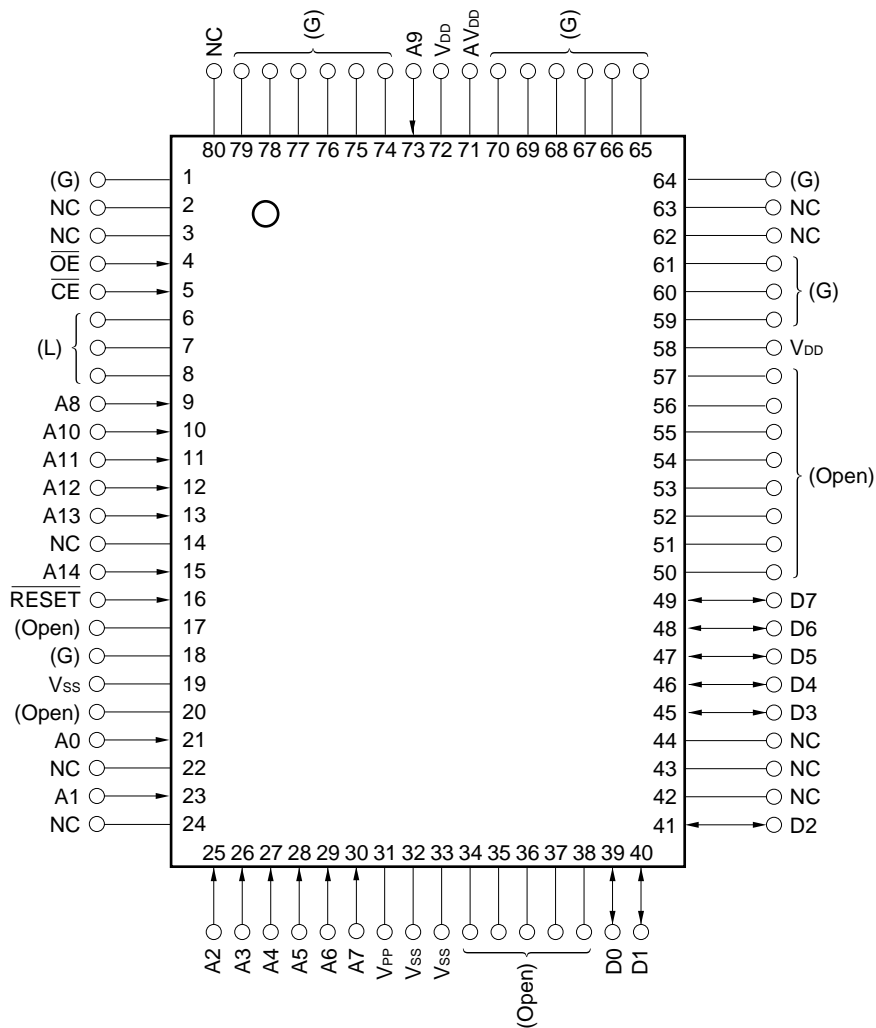 NC
(G)
A9
VDD
AVDD
(G)
80 79 78 77 76 75 74 73 72 71 70 69 68 67 66 65
(G) 1
NC 2
NC 3
OE 4
CE 5
6
(L) 7
8
A8 9
A10 10
A11 11
A12 12
A13 13
NC 14
A14 15
RESET 16
(Open) 17
(G) 18
VSS 19
(Open) 20
A0 21
NC 22
A1 23
NC 24
64 (G)
63 NC
62 NC
61
60 (G)
59
58 VDD
57
56
55
54
(Open)
53
52
51
50
49 D7
48 D6
47 D5
46 D4
45 D3
44 NC
43 NC
42 NC
41 D2
25 26 27 28 29 30 31 32 33 34 35 36 37 38 39 40
A2
A3
A4
A5
A6
A7
VPP
VSS
VSS
(Open)
D0
D1